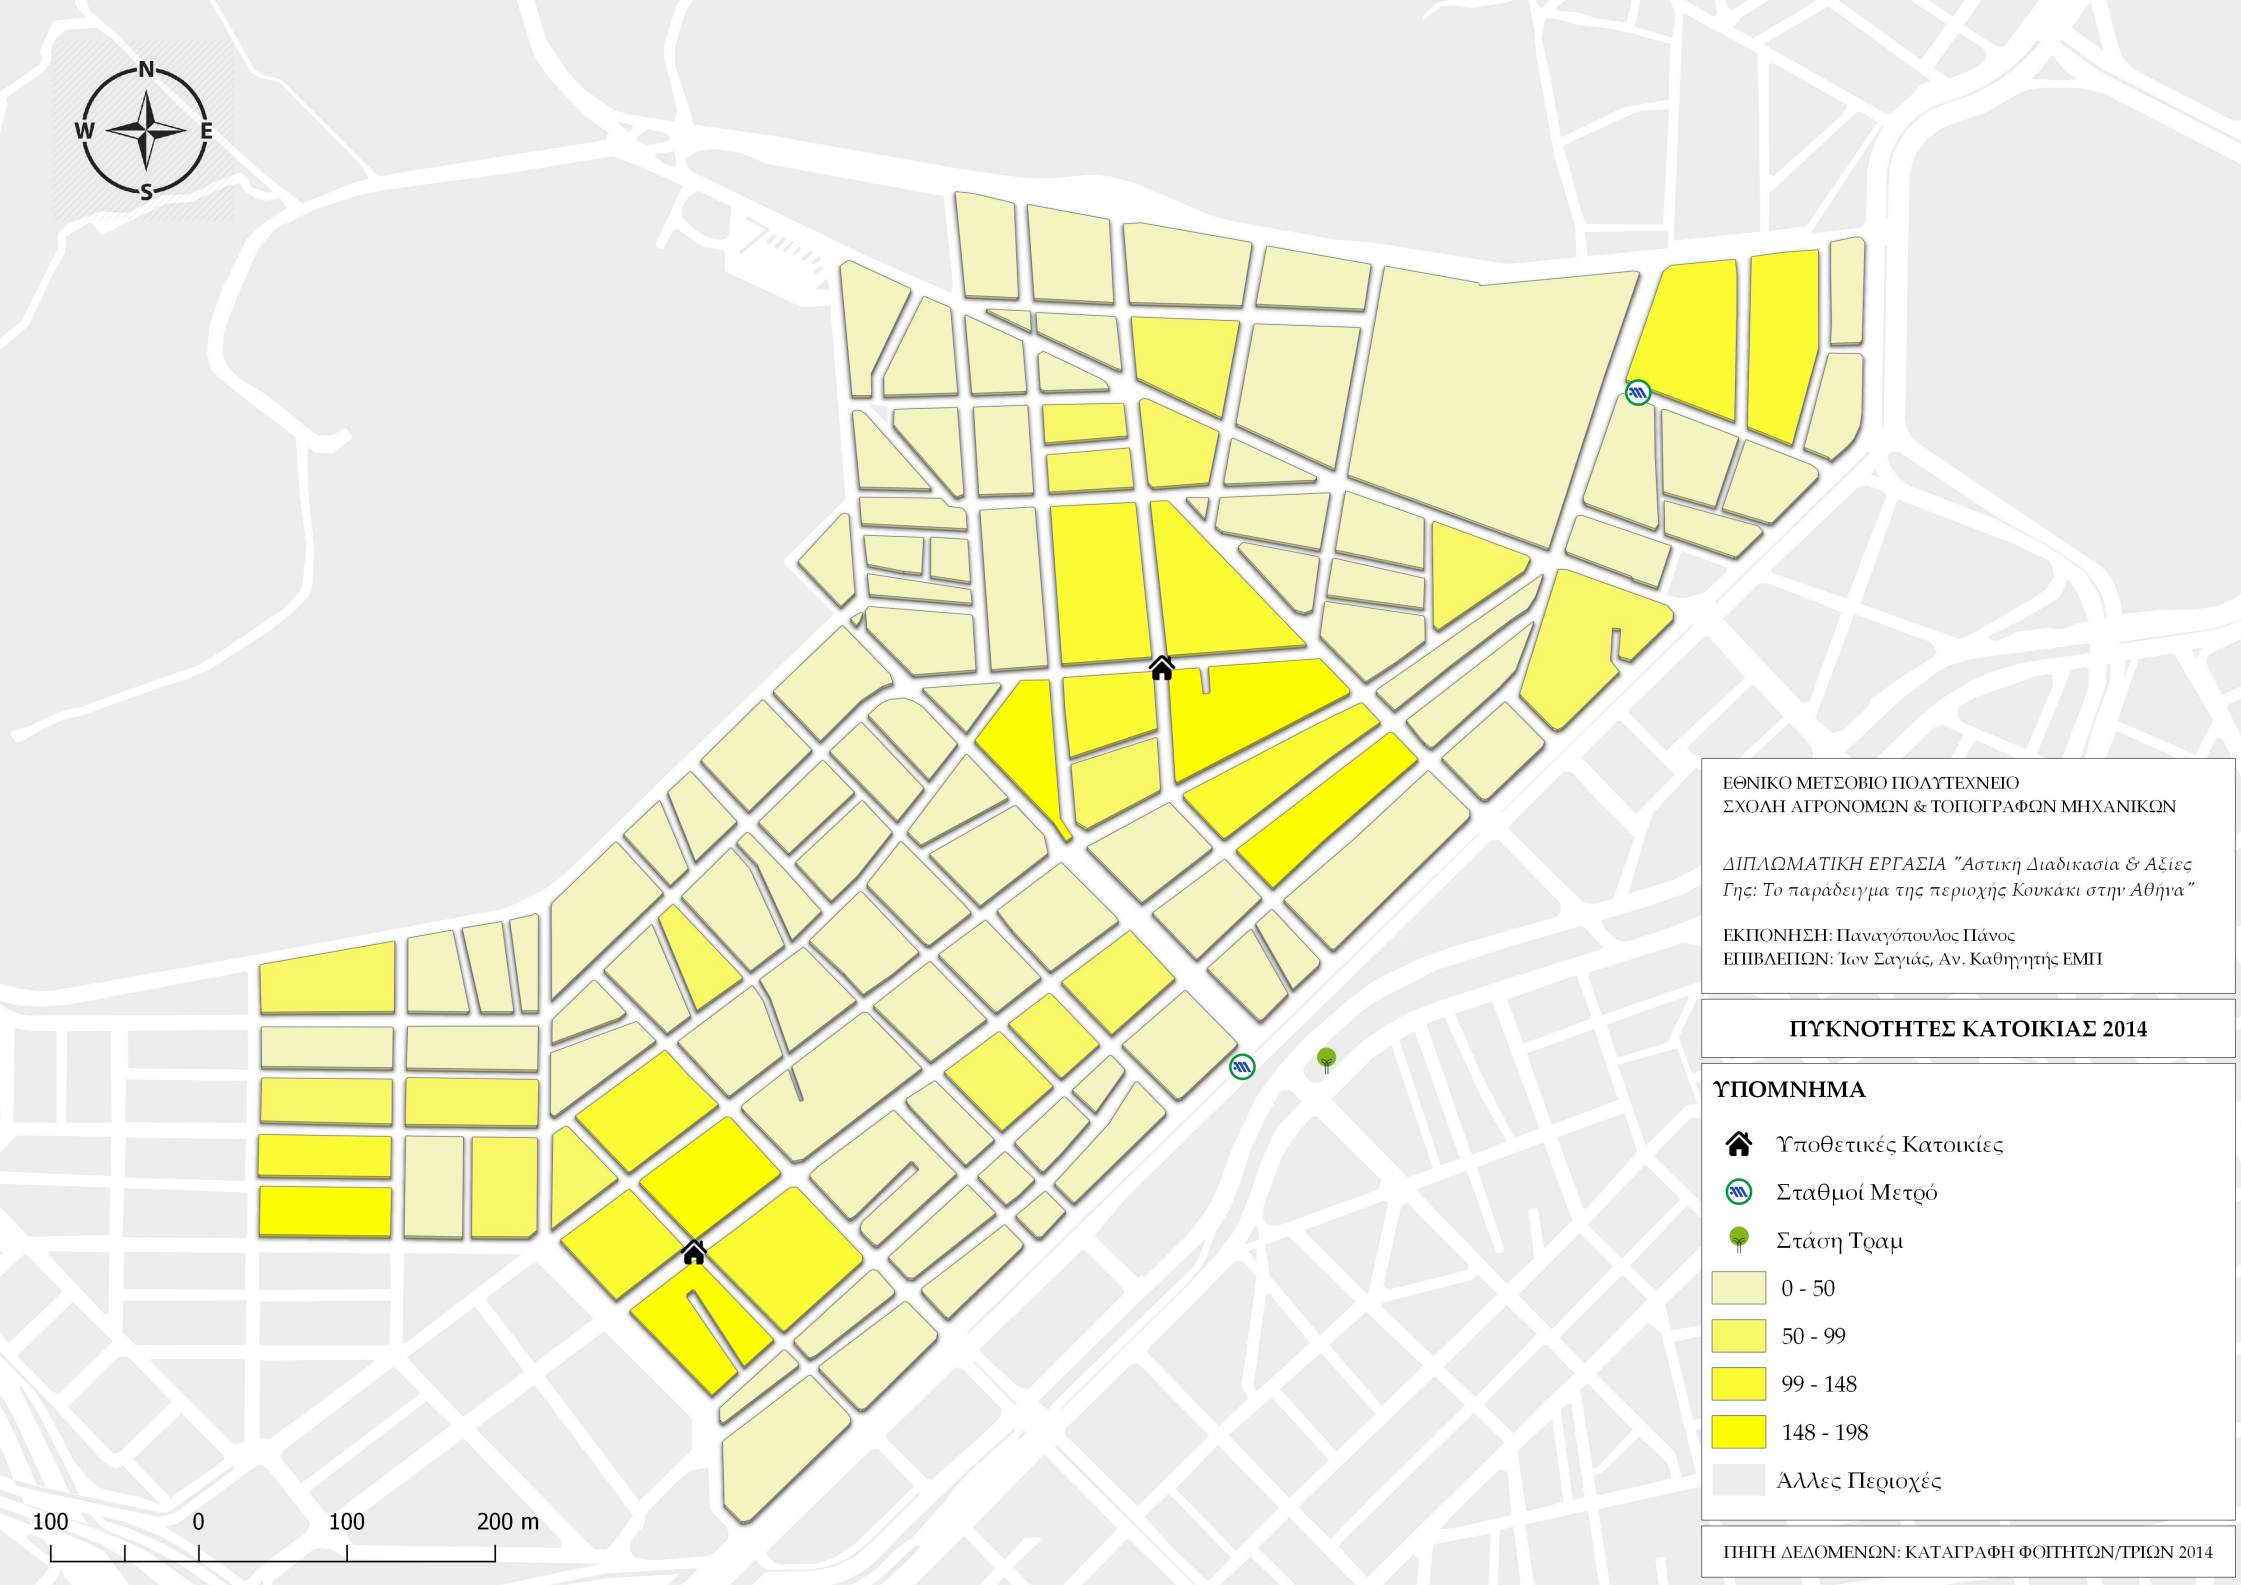 N
W E
S
ΕΘΝΙΚΟ ΜΕΤΣΟΒΙΟ ΠΟΛΥΤΕΧΝΕΙΟ
ΣΧΟΛΗ ΑΓΡΟΝΟΜΩΝ & ΤΟΠΟΓΡΑΦΩΝ ΜΗΧΑΝΙΚΩΝ
ΔΙΠΛΩΜΑΤΙΚΗ ΕΡΓΑΣΙΑ "Αστική Διαδικασία & Αξίες
Γης: Το παράδειγμα της περιοχής Κουκάκι στην Αθήνα"
ΕΚΠΟΝΗΣΗ: Παναγόπουλος Πάνος
ΕΠΙΒΛΕΠΩΝ: Ίων Σαγιάς, Αν. Καθηγητής ΕΜΠ
ΠΥΚΝΟΤΗΤΕΣ ΚΑΤΟΙΚΙΑΣ 2014
ΥΠΟΜΝΗΜΑ
Υποθετικές Κατοικίες
Σταθμοί Μετρό
Στάση Τραμ
0 - 50
50 - 99
99 - 148
148 - 198
Άλλες Περιοχές
100 0 100 200 m
ΠΗΓΗ ΔΕΔΟΜΕΝΩΝ: ΚΑΤΑΓΡΑΦΗ ΦΟΙΤΗΤΩΝ/ΤΡΙΩΝ 2014